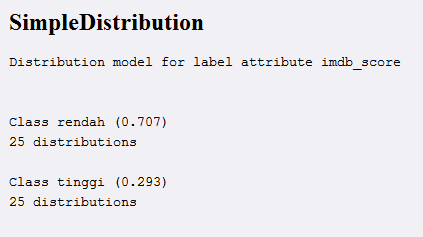 SimpleDistribution
Distribution model for label attribute imdb_score
Class rendah (0.707)
25 distributions
Class tinggi (0.293)
25 distributions